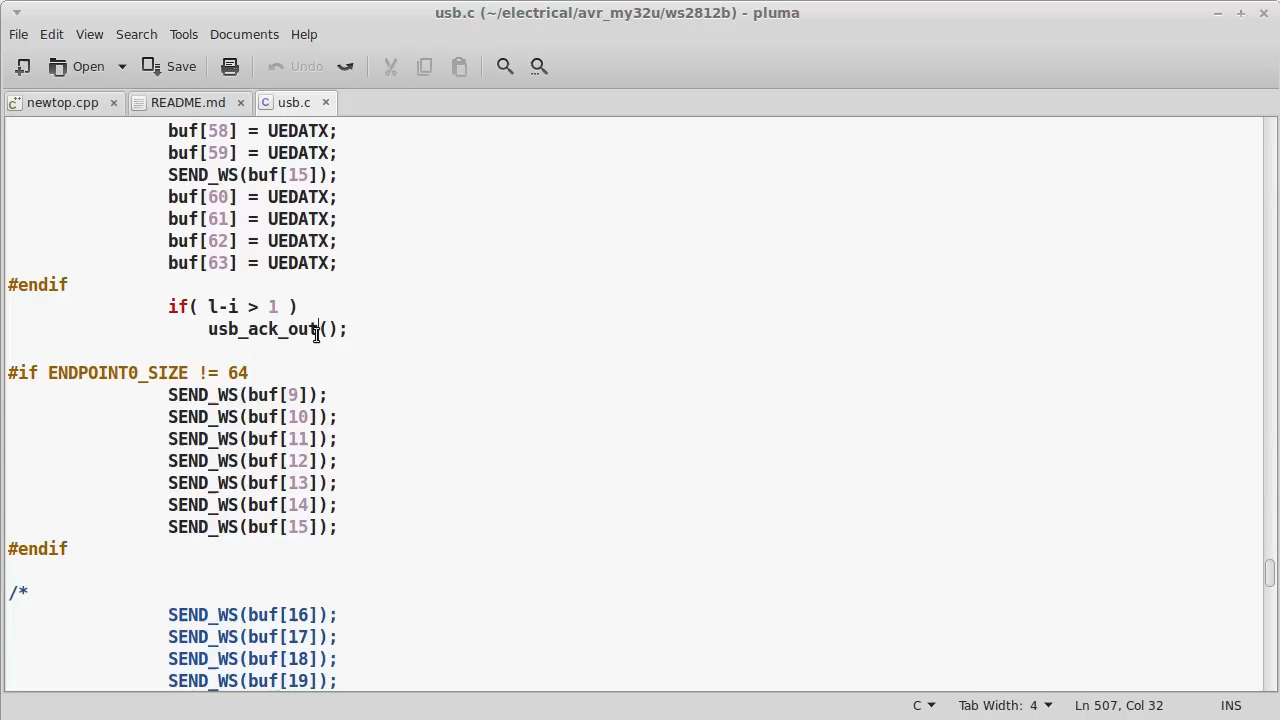 usb.c (~/electrical/avr_my32u/ws2812b) - pluma
File Edit View Search Tools Documents Help
Open Save Undo
newtop.cpp README.md usb.c
buf[58] = UEDATX;
buf[59] = UEDATX;
SEND_WS(buf[15]);
buf[60] = UEDATX;
buf[61] = UEDATX;
buf[62] = UEDATX;
buf[63] = UEDATX;
#endif
if( l-i > 1 )
usb_ack_out();
#if ENDPOINT0_SIZE != 64
SEND_WS(buf[9]);
SEND_WS(buf[10]);
SEND_WS(buf[11]);
SEND_WS(buf[12]);
SEND_WS(buf[13]);
SEND_WS(buf[14]);
SEND_WS(buf[15]);
#endif
/*
SEND_WS(buf[16]);
SEND_WS(buf[17]);
SEND_WS(buf[18]);
SEND_WS(buf[19]);
C Tab Width: 4 Ln 507, Col 32 INS